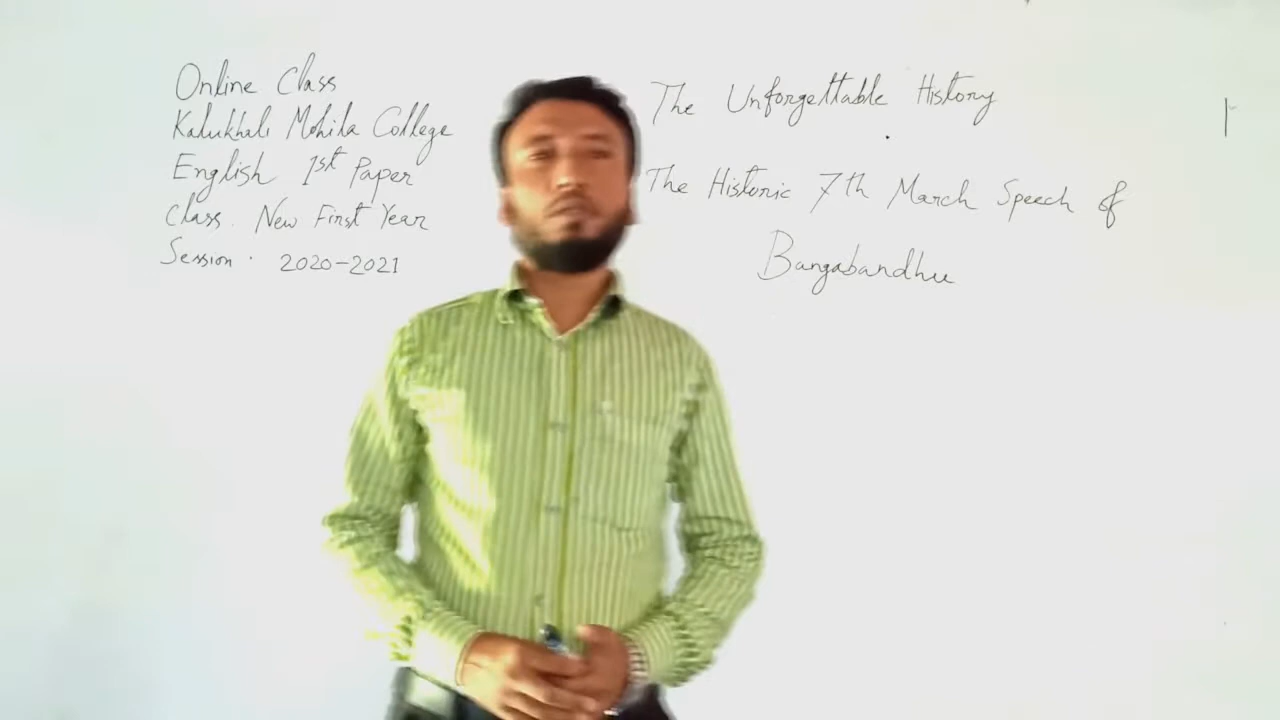 Online Class
Kalukhali Mohila College
English 1st Paper
Class. New First Year
Session. 2020-2021
The Unforgettable History
The Historic 7th March Speech of
Bangabandhu